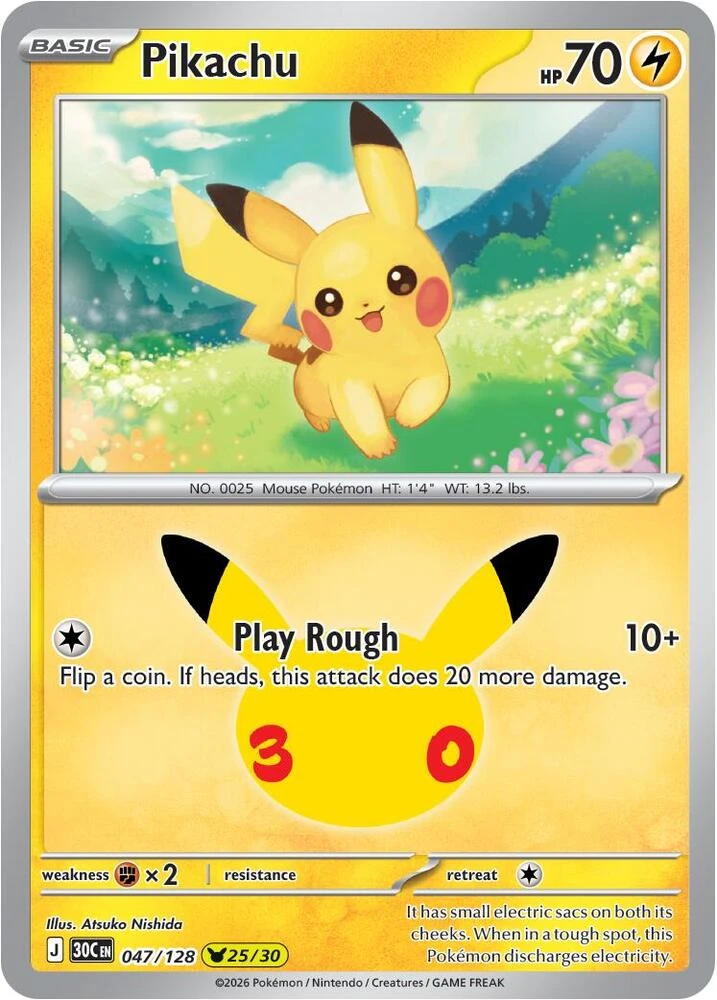 BASIC Pikachu HP 70
NO. 0025 Mouse Pokémon HT: 1'4" WT: 13.2 lbs.
Play Rough 10+
Flip a coin. If heads, this attack does 20 more damage.
3 0
weakness ×2 resistance retreat
Illus. Atsuko Nishida
It has small electric sacs on both its
cheeks. When in a tough spot, this
Pokémon discharges electricity.
J 30C EN 047/128 25/30
©2026 Pokémon / Nintendo / Creatures / GAME FREAK